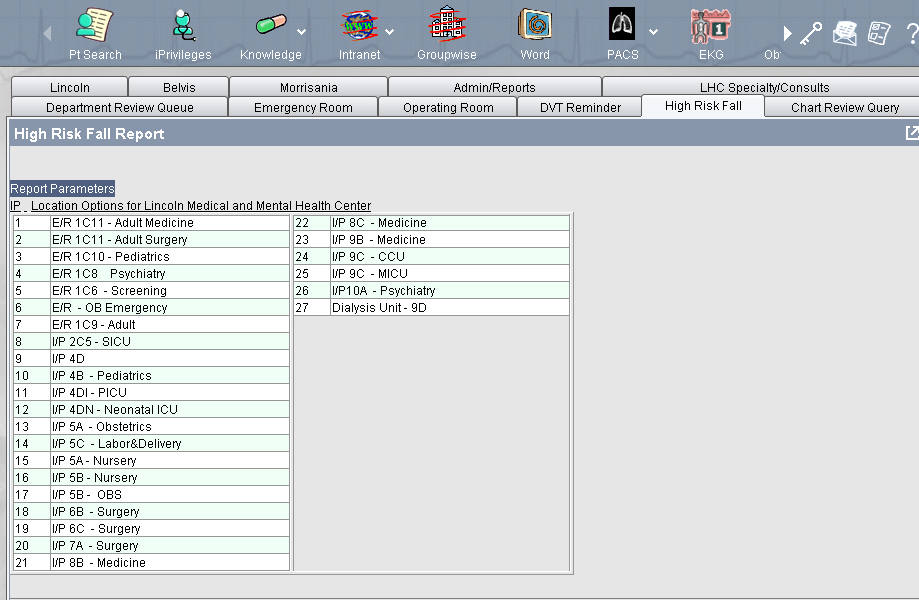 Pt Search iPrivileges Knowledge Intranet Groupwise Word PACS EKG Ob
1
?
Lincoln Belvis Morrisania Admin/Reports LHC Specialty/Consults
Department Review Queue Emergency Room Operating Room DVT Reminder High Risk Fall Chart Review Query
High Risk Fall Report
Report Parameters
IP - Location Options for Lincoln Medical and Mental Health Center
1 E/R 1C11 - Adult Medicine 22 I/P 8C - Medicine
2 E/R 1C11 - Adult Surgery 23 I/P 9B - Medicine
3 E/R 1C10 - Pediatrics 24 I/P 9C - CCU
4 E/R 1C8 Psychiatry 25 I/P 9C - MICU
5 E/R 1C6 - Screening 26 I/P10A - Psychiatry
6 E/R - OB Emergency 27 Dialysis Unit - 9D
7 E/R 1C9 - Adult
8 I/P 2C5 - SICU
9 I/P 4D
10 I/P 4B - Pediatrics
11 I/P 4DI - PICU
12 I/P 4DN - Neonatal ICU
13 I/P 5A - Obstetrics
14 I/P 5C - Labor&Delivery
15 I/P 5A - Nursery
16 I/P 5B - Nursery
17 I/P 5B - OBS
18 I/P 6B - Surgery
19 I/P 6C - Surgery
20 I/P 7A - Surgery
21 I/P 8B - Medicine